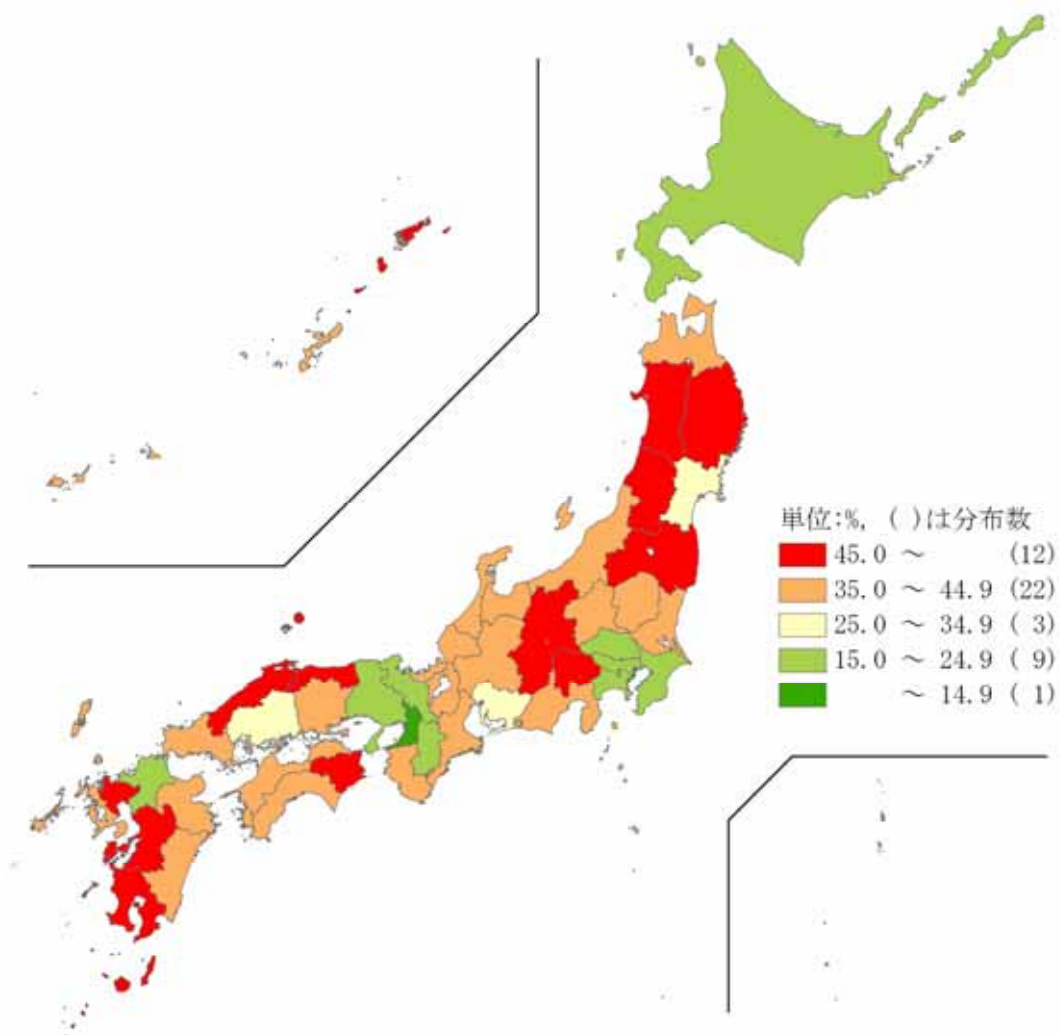 単位:%, ( )は分布数
45.0 ～ (12)
35.0 ～ 44.9 (22)
25.0 ～ 34.9 ( 3)
15.0 ～ 24.9 ( 9)
～ 14.9 ( 1)